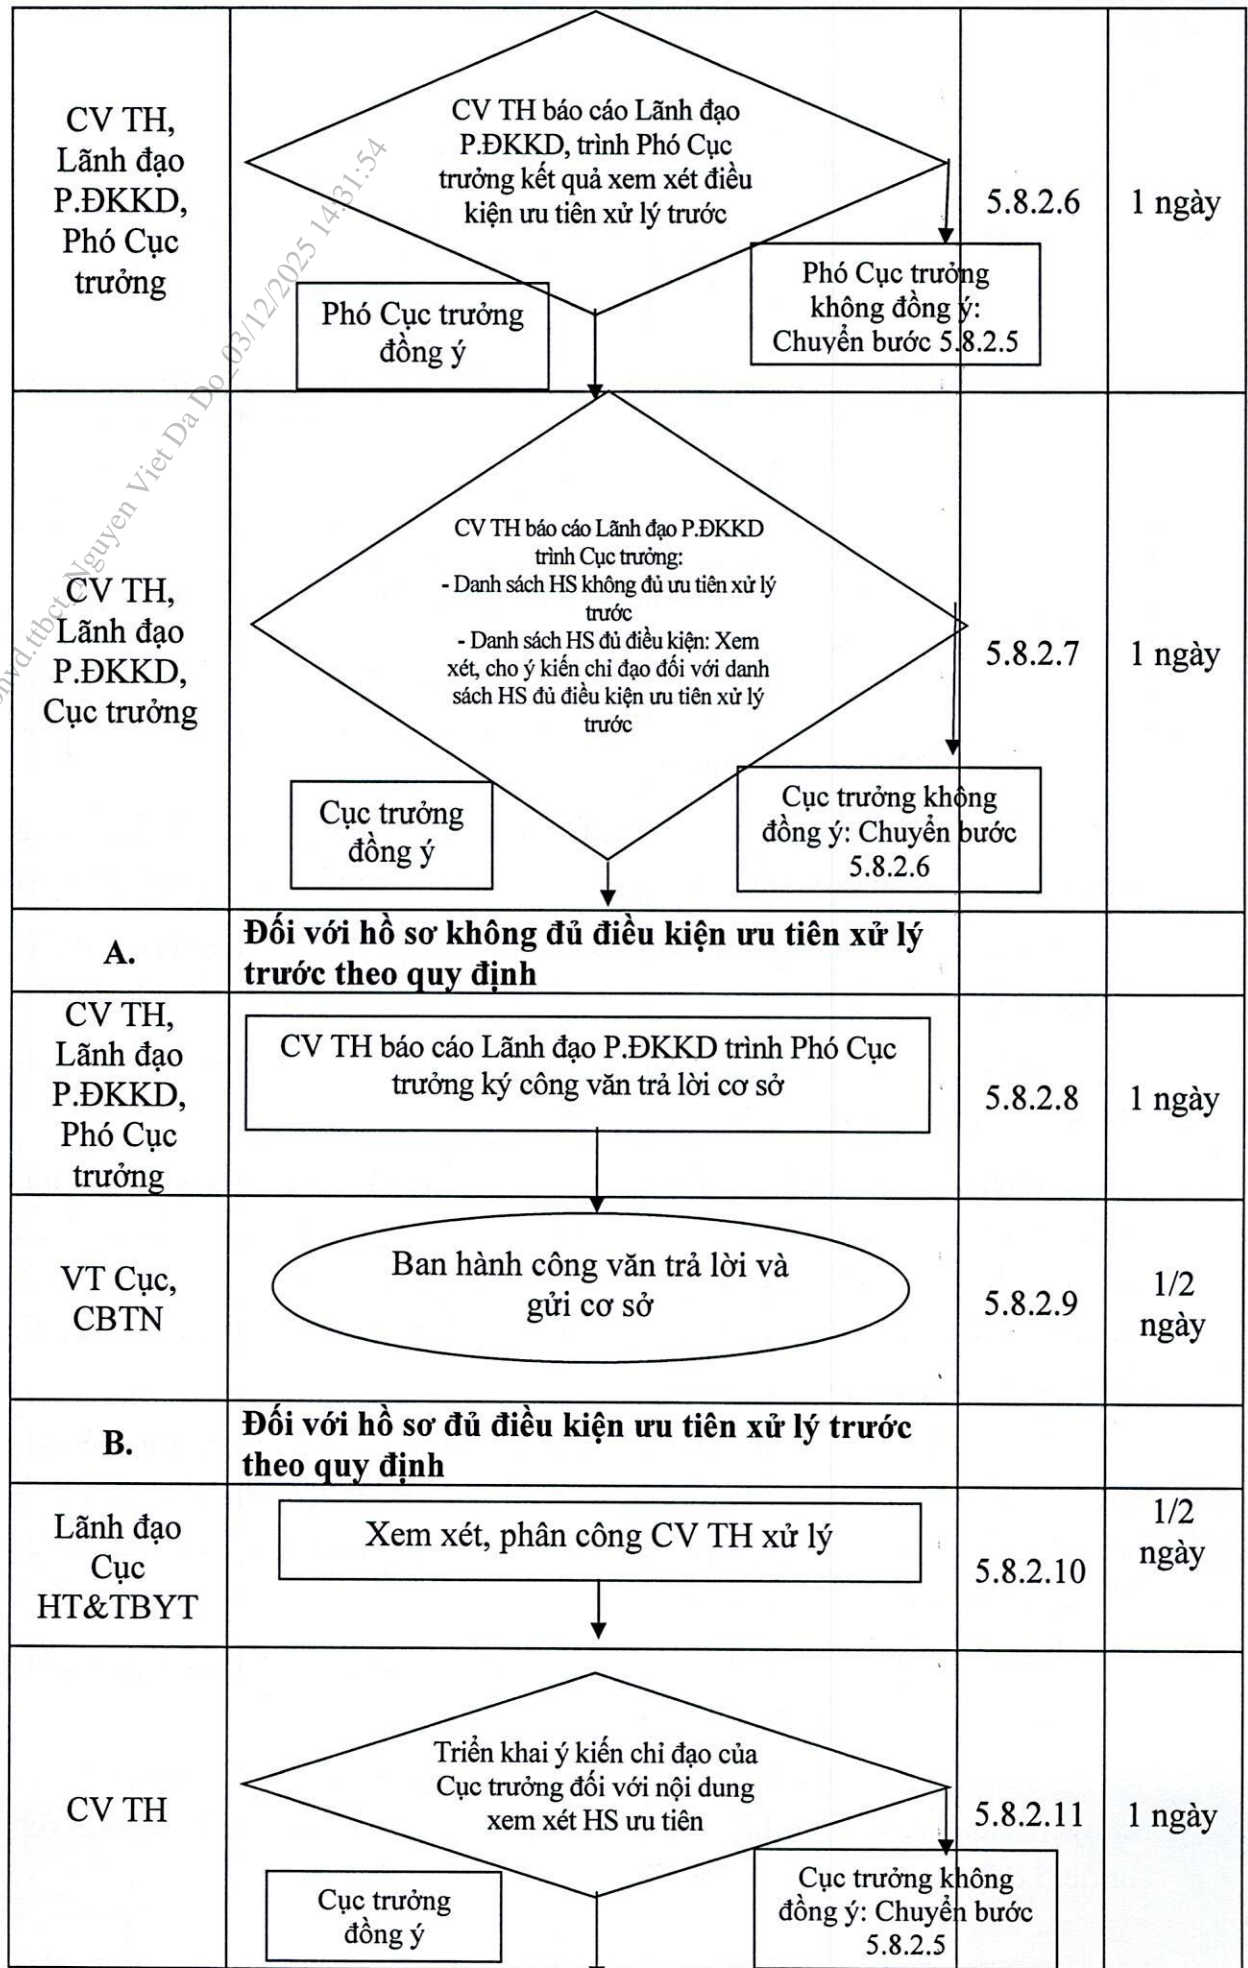 CV TH,
Lãnh đạo
P.ĐKKD,
Phó Cục
trưởng
CV TH báo cáo Lãnh đạo
P.ĐKKD, trình Phó Cục
trưởng kết quả xem xét điều
kiện ưu tiên xử lý trước
5.8.2.6
1 ngày
Phó Cục trưởng
đồng ý
Phó Cục trưởng
không đồng ý:
Chuyển bước 5.8.2.5
CV TH,
Lãnh đạo
P.ĐKKD,
Cục trưởng
CV TH báo cáo Lãnh đạo P.ĐKKD
trình Cục trưởng:
- Danh sách HS không đủ ưu tiên xử lý
trước
- Danh sách HS đủ điều kiện: Xem
xét, cho ý kiến chỉ đạo đối với danh
sách HS đủ điều kiện ưu tiên xử lý
trước
5.8.2.7
1 ngày
Cục trưởng
đồng ý
Cục trưởng không
đồng ý: Chuyển bước
5.8.2.6
A.
Đối với hồ sơ không đủ điều kiện ưu tiên xử lý
trước theo quy định
CV TH,
Lãnh đạo
P.ĐKKD,
Phó Cục
trưởng
CV TH báo cáo Lãnh đạo P.ĐKKD trình Phó Cục
trưởng ký công văn trả lời cơ sở
5.8.2.8
1 ngày
VT Cục,
CBTN
Ban hành công văn trả lời và
gửi cơ sở
5.8.2.9
1/2
ngày
B.
Đối với hồ sơ đủ điều kiện ưu tiên xử lý trước
theo quy định
Lãnh đạo
Cục
HT&TBYT
Xem xét, phân công CV TH xử lý
5.8.2.10
1/2
ngày
CV TH
Triển khai ý kiến chỉ đạo của
Cục trưởng đối với nội dung
xem xét HS ưu tiên
5.8.2.11
1 ngày
Cục trưởng
đồng ý
Cục trưởng không
đồng ý: Chuyển bước
5.8.2.5
Nguyen Viet Da Do_03/12/2025 14:31:54